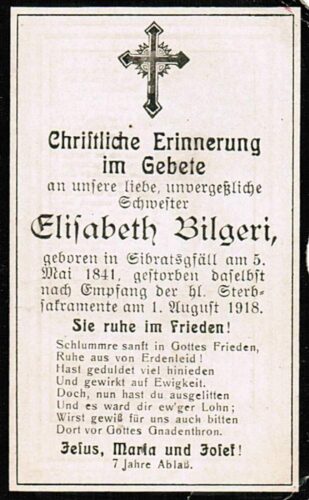 Christliche Erinnerung
im Gebete
an unsere liebe, unvergeßliche
Schwester
Elisabeth Bilgeri,
geboren in Sibratsgfäll am 5.
Mai 1841, gestorben daselbst
nach Empfang der hl. Sterb-
sakramente am 1. August 1918.
Sie ruhe im Frieden!
Schlummre sanft in Gottes Frieden,
Ruhe aus von Erdenleid!
Hast geduldet viel hinieden
Und gewirkt auf Ewigkeit.
Doch, nun hast du ausgelitten
Und es ward dir ew'ger Lohn;
Wirst gewiß für uns auch bitten
Dort vor Gottes Gnadenthron.
Jesus, Maria und Josef!
7 Jahre Ablaß.